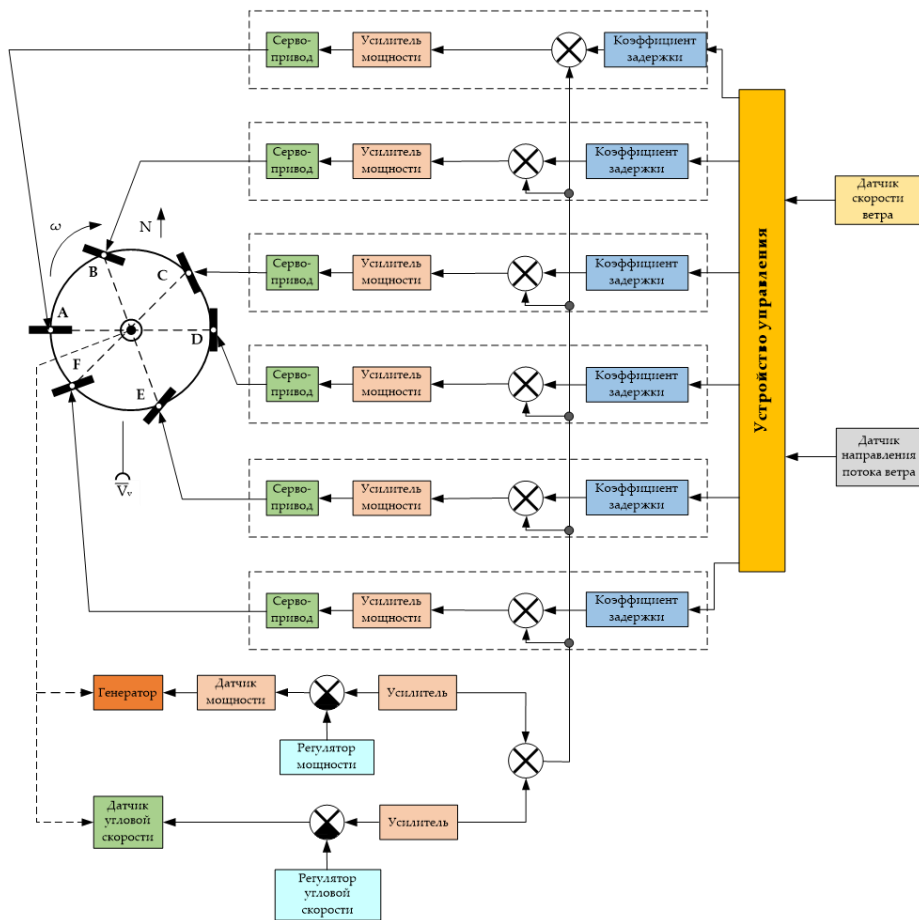 Серво-
привод
Усилитель
мощности
Коэффициент
задержки
Серво-
привод
Усилитель
мощности
Коэффициент
задержки
Датчик
скорости
ветра
ω
N
B
C
Серво-
привод
Усилитель
мощности
Коэффициент
задержки
A
D
F
E
Серво-
привод
Усилитель
мощности
Коэффициент
задержки
Устройство управления
Датчик
направления
потока ветра
Vv
Серво-
привод
Усилитель
мощности
Коэффициент
задержки
Серво-
привод
Усилитель
мощности
Коэффициент
задержки
Генератор
Датчик
мощности
Усилитель
Регулятор
мощности
Датчик
угловой
скорости
Усилитель
Регулятор
угловой
скорости